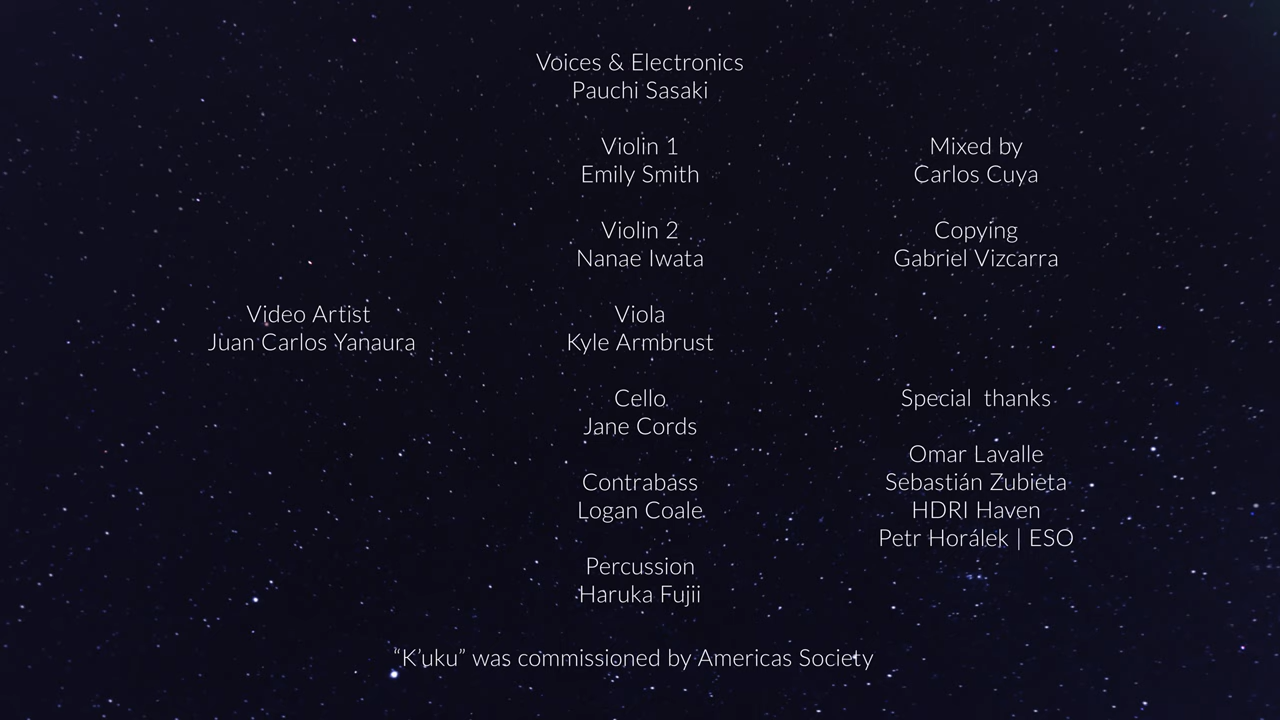 Video Artist
Juan Carlos Yanaura
Voices & Electronics
Pauchi Sasaki
Violin 1
Emily Smith
Violin 2
Nanae Iwata
Viola
Kyle Armbrust
Cello
Jane Cords
Contrabass
Logan Coale
Percussion
Haruka Fujii
Mixed by
Carlos Cuya
Copying
Gabriel Vizcarra
Special thanks
Omar Lavalle
Sebastián Zubieta
HDRI Haven
Petr Horálek | ESO
“K’uku” was commissioned by Americas Society